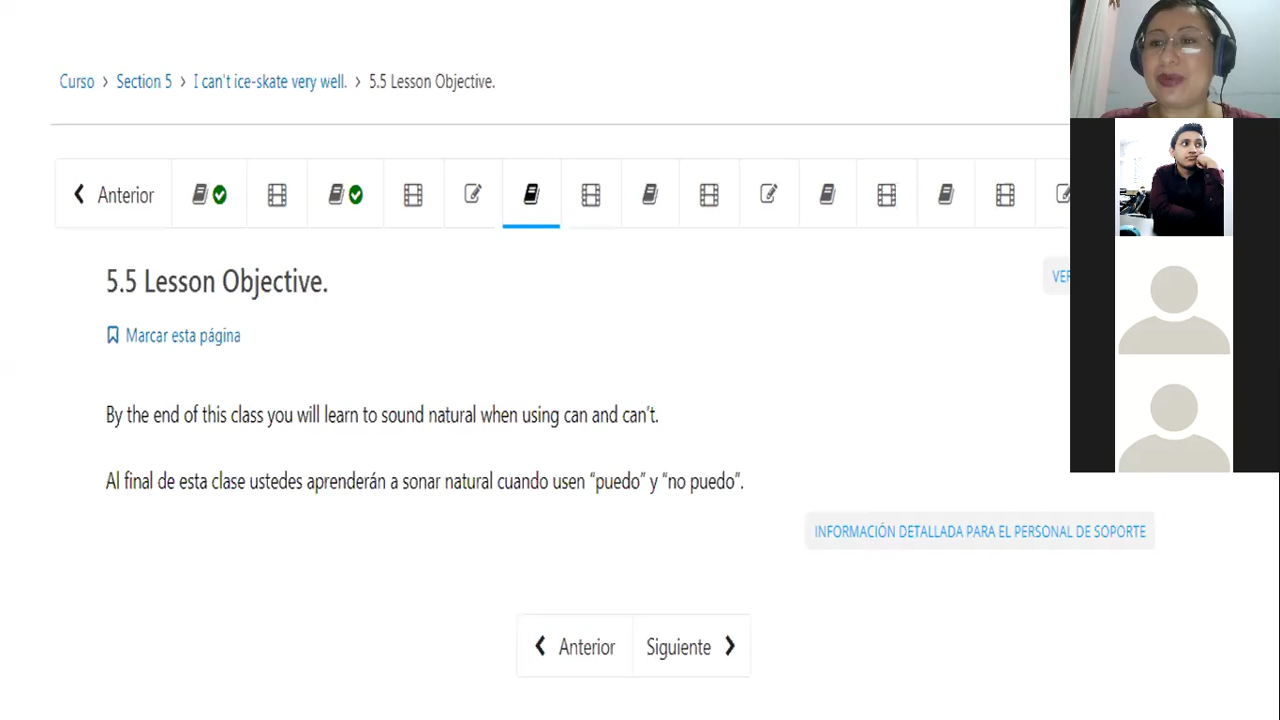 Curso > Section 5 > I can't ice-skate very well. > 5.5 Lesson Objective.
Anterior
5.5 Lesson Objective.
VER
Marcar esta página
By the end of this class you will learn to sound natural when using can and can't.
Al final de esta clase ustedes aprenderán a sonar natural cuando usen “puedo” y “no puedo”.
INFORMACIÓN DETALLADA PARA EL PERSONAL DE SOPORTE
Anterior Siguiente